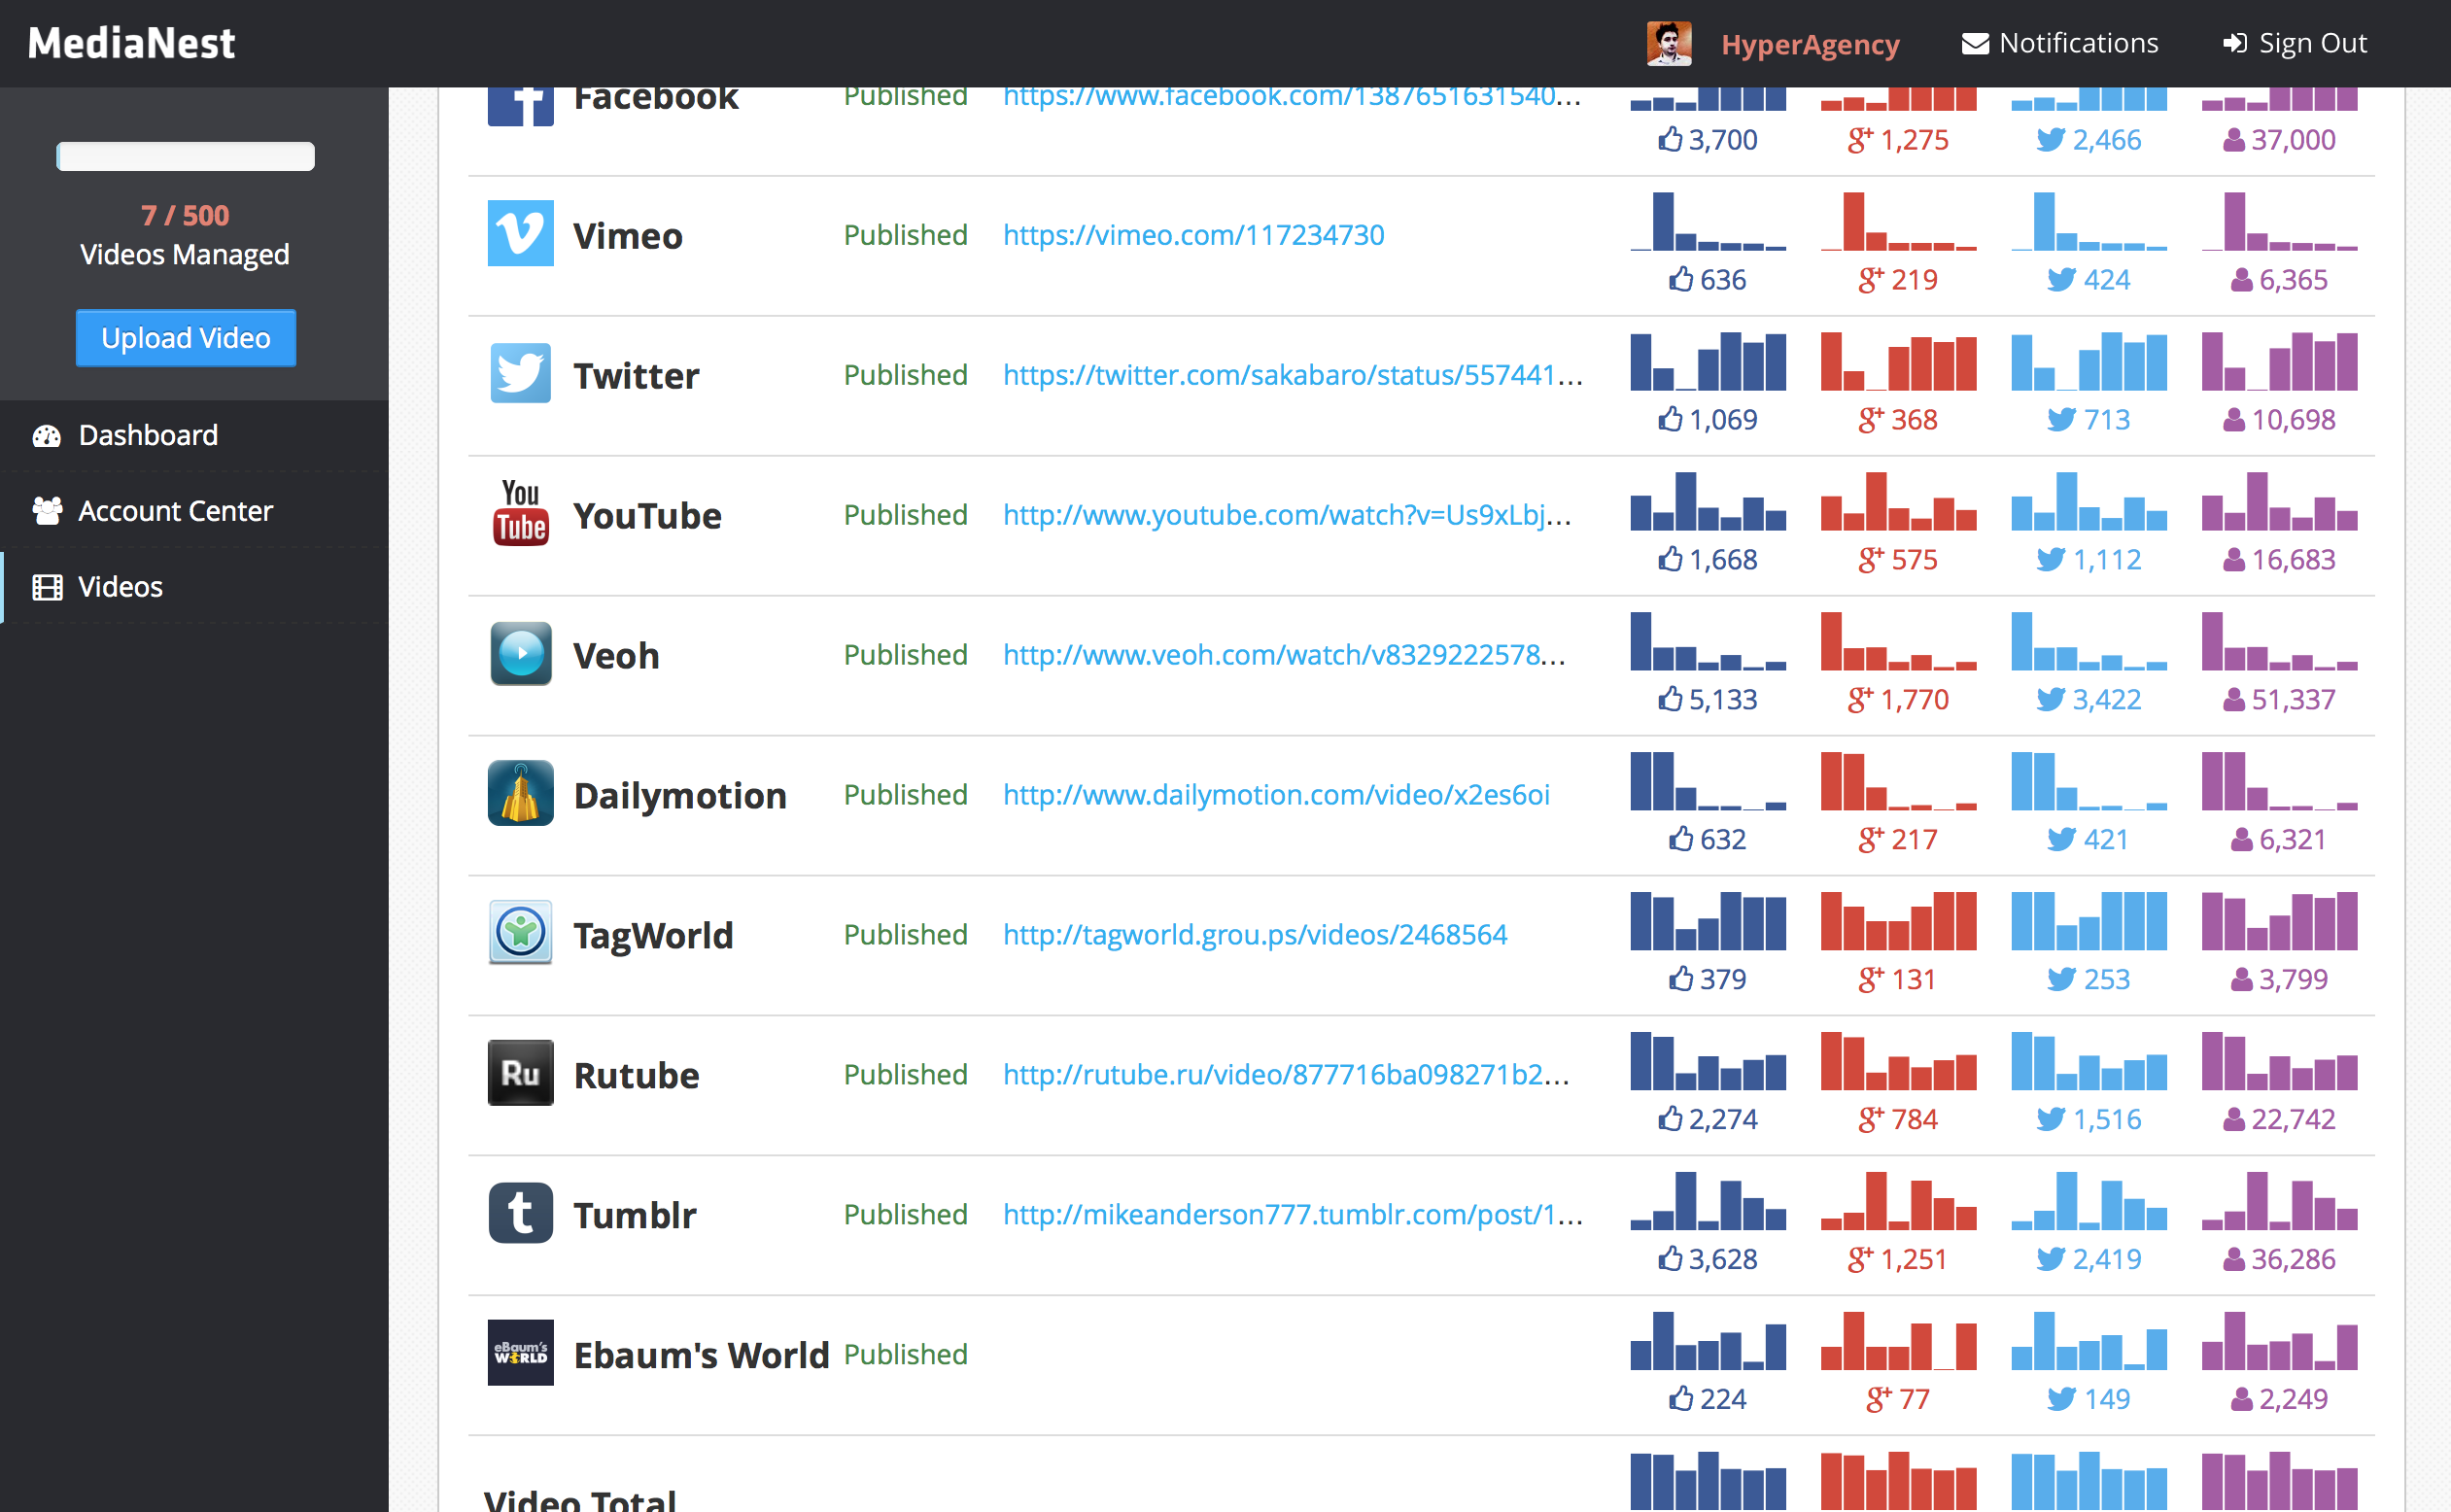 MediaNest
HyperAgency
Notifications
Sign Out
7 / 500
Videos Managed
Upload Video
Dashboard
Account Center
Videos
Facebook Published https://www.facebook.com/1387651631540...
3,700 g+ 1,275 2,466 37,000
Vimeo Published https://vimeo.com/117234730
636 g+ 219 424 6,365
Twitter Published https://twitter.com/sakabaro/status/557441...
1,069 g+ 368 713 10,698
You
Tube
YouTube Published http://www.youtube.com/watch?v=Us9xLbj...
1,668 g+ 575 1,112 16,683
Veoh Published http://www.veoh.com/watch/v8329222578...
5,133 g+ 1,770 3,422 51,337
Dailymotion Published http://www.dailymotion.com/video/x2es6oi
632 g+ 217 421 6,321
TagWorld Published http://tagworld.grou.ps/videos/2468564
379 g+ 131 253 3,799
Ru Rutube Published http://rutube.ru/video/877716ba098271b2...
2,274 g+ 784 1,516 22,742
t Tumblr Published http://mikeanderson777.tumblr.com/post/1...
3,628 g+ 1,251 2,419 36,286
eBaum's
WORLD
Ebaum's World Published
224 g+ 77 149 2,249
Video Total